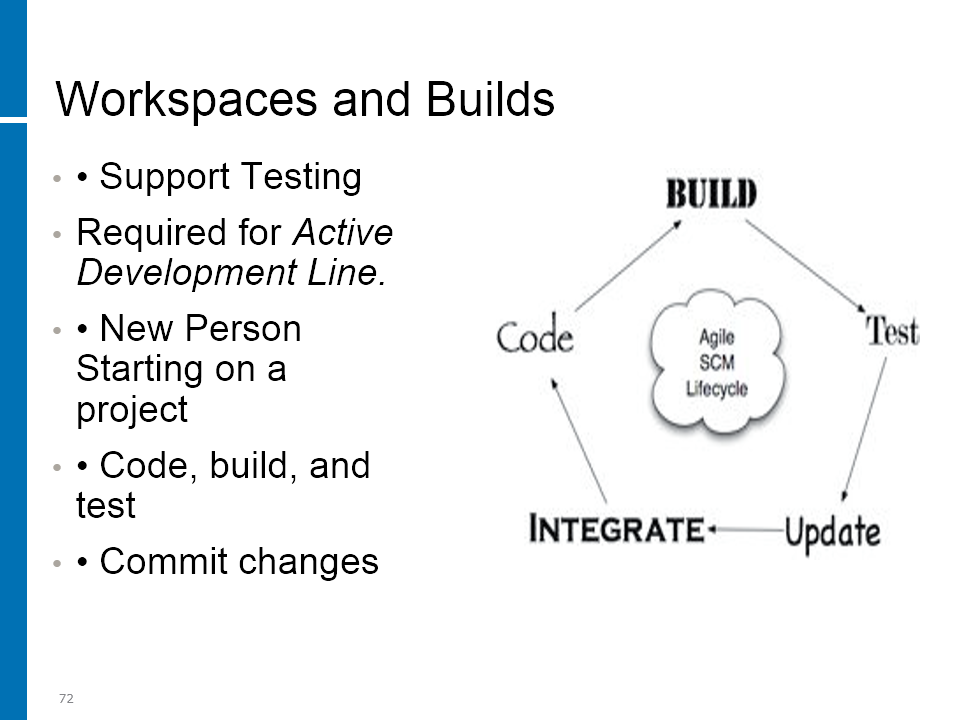 Workspaces and Builds
• • Support Testing
• Required for Active
Development Line.
• • New Person
Starting on a
project
• • Code, build, and
test
• • Commit changes
BUILD
Code
Test
Agile
SCM
Lifecycle
INTEGRATE
Update
72